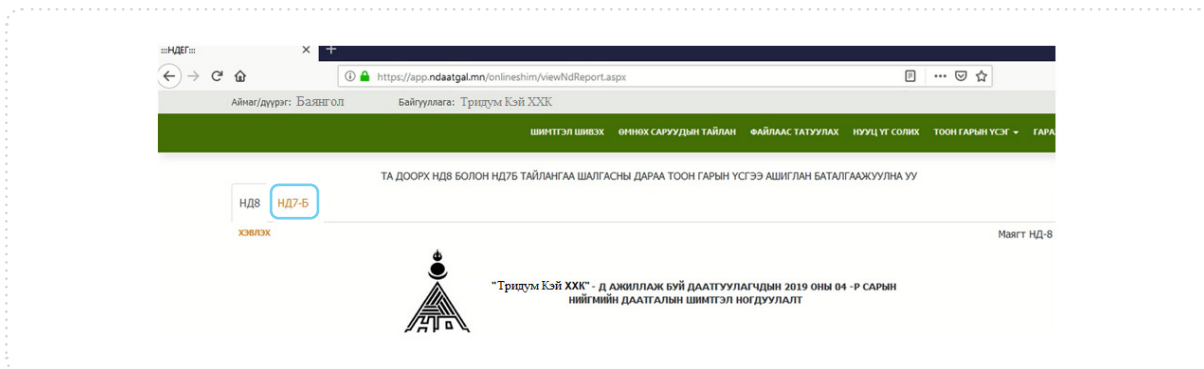 :::НДЕГ:::
https://app.ndaatgal.mn/onlineshim/viewNdReport.aspx
Аймаг/дүүрэг: Баянгол Байгууллага: Тридум Кэй ХХК
ШИМТГЭЛ ШИВЭХ ӨМНӨХ САРУУДЫН ТАЙЛАН ФАЙЛААС ТАТУУЛАХ НУУЦ ҮГ СОЛИХ ТООН ГАРЫН ҮСЭГ ГАРА
ТА ДООРХ НД8 БОЛОН НД7Б ТАЙЛАНГАА ШАЛГАСНЫ ДАРАА ТООН ГАРЫН ҮСГЭЭ АШИГЛАН БАТАЛГААЖУУЛНА УУ
НД8 НД7-Б
ХЭВЛЭХ Маягт НД-8
"Тридум Кэй ХХК" - Д АЖИЛЛАЖ БУЙ ДААТГУУЛАГЧДЫН 2019 ОНЫ 04 -Р САРЫН
НИЙГМИЙН ДААТГАЛЫН ШИМТГЭЛ НОГДУУЛАЛТ